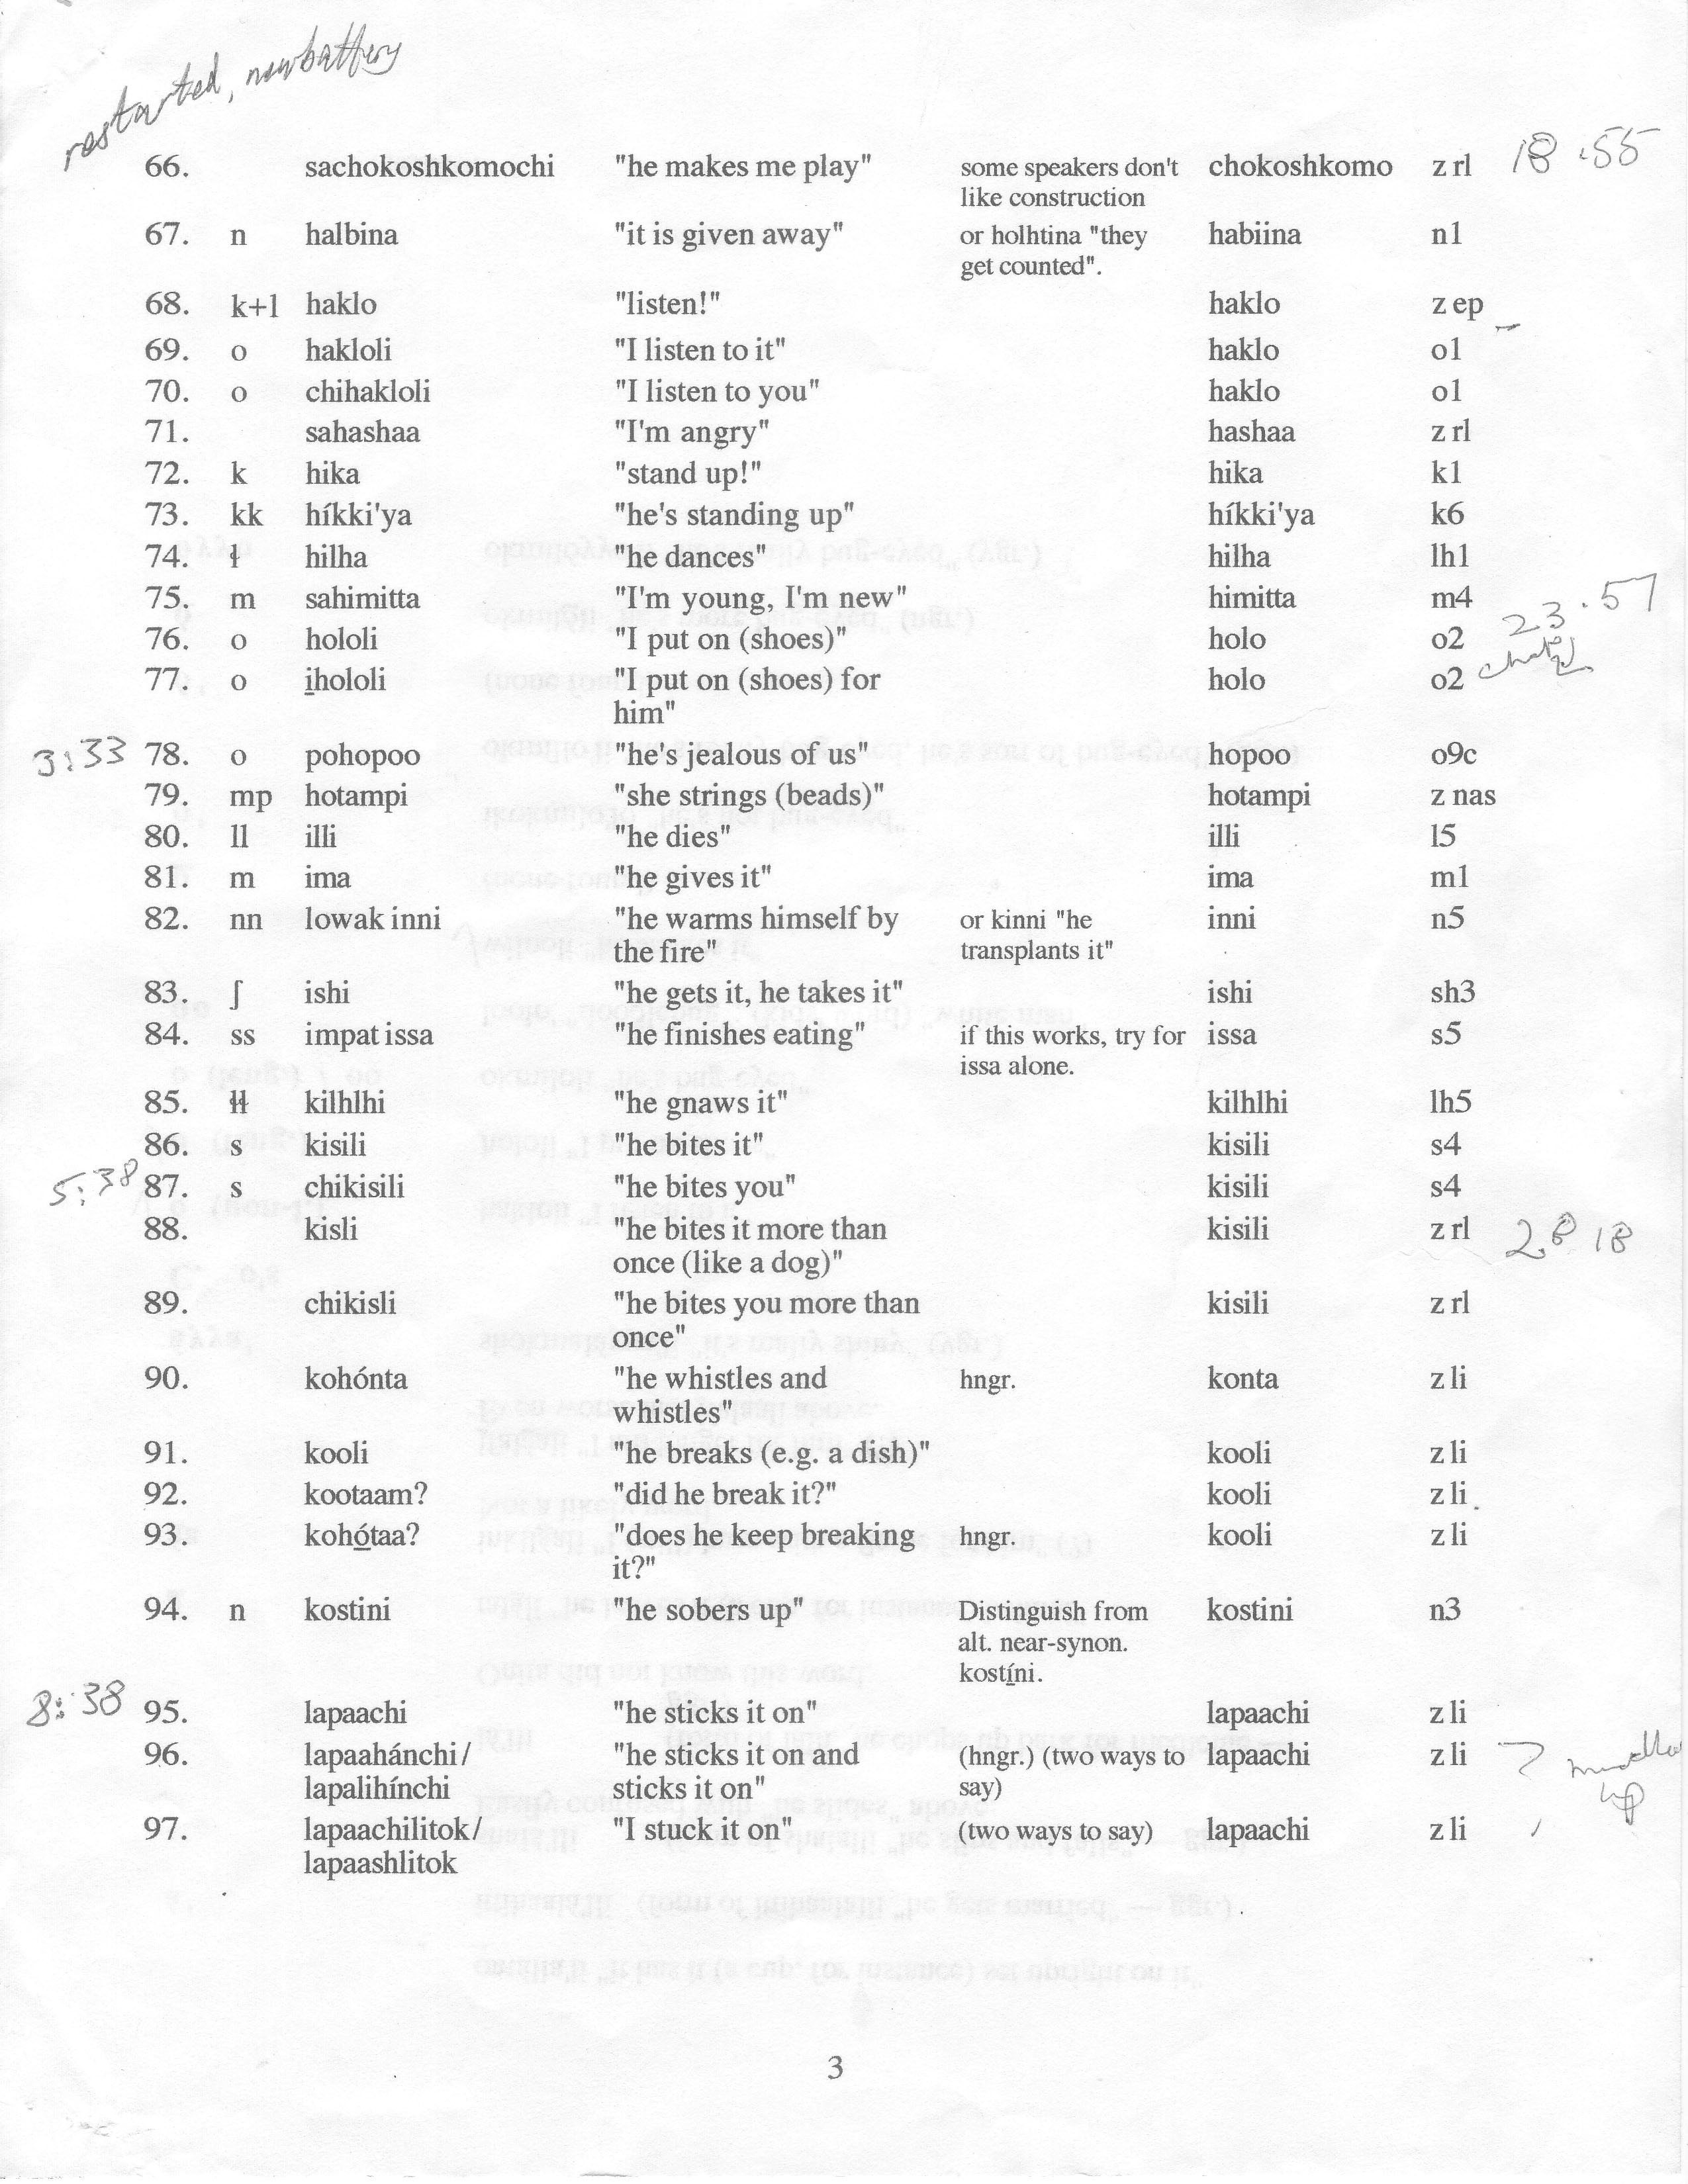 restarted, new battery
66. sachokoshkomochi "he makes me play" some speakers don't chokoshkomo z rl 18.55
like construction
67. n halbina "it is given away" or holhtina "they habiina n1
get counted".
68. k+l haklo "listen!" haklo z ep
69. o hakloli "I listen to it" haklo o1
70. o chihakloli "I listen to you" haklo o1
71. sahashaa "I'm angry" hashaa z rl
72. k hika "stand up!" hika k1
73. kk híkki'ya "he's standing up" híkki'ya k6
74. ɫ hilha "he dances" hilha lh1
75. m sahimitta "I'm young, I'm new" himitta m4 23.57
76. o hololi "I put on (shoes)" holo o2
77. o i̲hololi "I put on (shoes) for holo o2
him"
3:33 78. o pohopoo "he's jealous of us" hopoo o9c
79. mp hotampi "she strings (beads)" hotampi z nas
80. ll illi "he dies" illi l5
81. m ima "he gives it" ima m1
82. nn lowak inni "he warms himself by or kinni "he inni n5
the fire" transplants it"
83. ʃ ishi "he gets it, he takes it" ishi sh3
84. ss impat issa "he finishes eating" if this works, try for issa s5
issa alone.
85. ɫɫ kilhlhi "he gnaws it" kilhlhi lh5
86. s kisili "he bites it" kisili s4
5:38 87. s chikisili "he bites you" kisili s4
88. kisli "he bites it more than kisili z rl 28 18
once (like a dog)"
89. chikisli "he bites you more than kisili z rl
once"
90. kohónta "he whistles and hngr. konta z li
whistles"
91. kooli "he breaks (e.g. a dish)" kooli z li
92. kootaam? "did he break it?" kooli z li
93. kohó̲taa? "does he keep breaking hngr. kooli z li
it?"
94. n kostini "he sobers up" Distinguish from kostini n3
alt. near-synon.
kostí̲ni.
8:38 95. lapaachi "he sticks it on" lapaachi z li
96. lapaahánchi/ "he sticks it on and (hngr.) (two ways to lapaachi z li
lapalihínchi sticks it on" say)
97. lapaachilitok/ "I stuck it on" (two ways to say) lapaachi z li
lapaashlitok
3